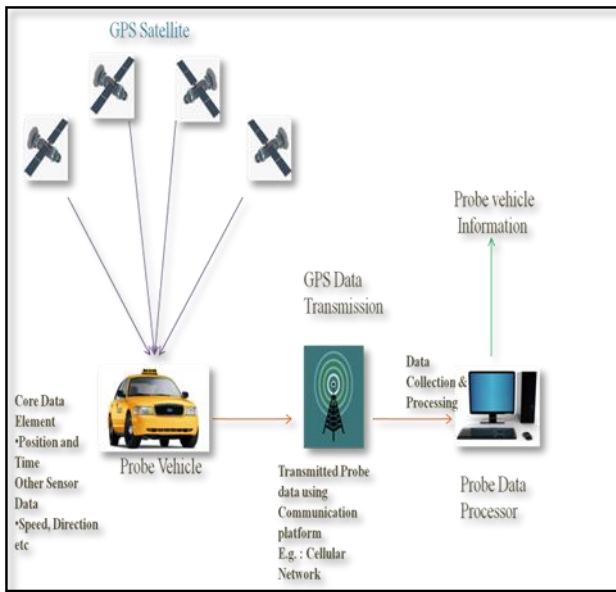 GPS Satellite
Probe vehicle
Information
GPS Data
Transmission
Data
Collection &
Processing
Core Data
Element
•Position and
Time
Other Sensor
Data
•Speed, Direction
etc
Probe Vehicle
Transmitted Probe
data using
Communication
platform
E.g. : Cellular
Network
Probe Data
Processor